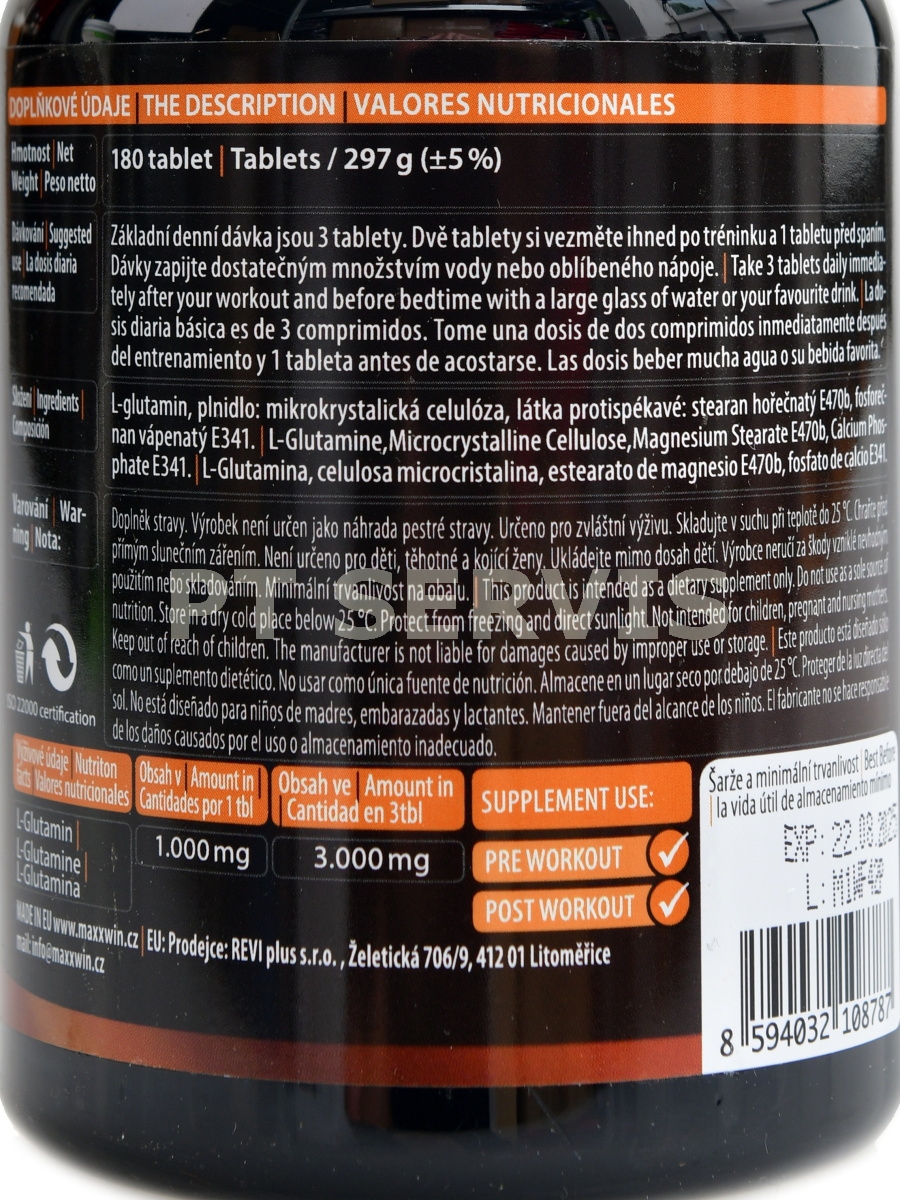 DOPLŇKOVÉ ÚDAJE | THE DESCRIPTION | VALORES NUTRICIONALES
Hmotnost | Net
Weight | Peso netto
180 tablet | Tablets / 297 g (±5 %)
Dávkování | Suggested
use | La dosis diaria
recomendada
Základní denní dávka jsou 3 tablety. Dvě tablety si vezměte ihned po tréninku a 1 tabletu před spaním.
Dávky zapijte dostatečným množstvím vody nebo oblíbeného nápoje. | Take 3 tablets daily immedia-
tely after your workout and before bedtime with a large glass of water or your favourite drink. | La do-
sis diaria básica es de 3 comprimidos. Tome una dosis de dos comprimidos inmediatamente después
del entrenamiento y 1 tableta antes de acostarse. Las dosis beber mucha agua o su bebida favorita.
Složení | Ingredients |
Composición
L-glutamin, plnidlo: mikrokrystalická celulóza, látka protispékavé: stearan hořečnatý E470b, fosforeč-
nan vápenatý E341. | L-Glutamine,Microcrystalline Cellulose,Magnesium Stearate E470b, Calcium Phos-
phate E341. | L-Glutamina, celulosa microcristalina, estearato de magnesio E470b, fosfato de calcio E341.
Varování | War-
ning | Nota:
Doplněk stravy. Výrobek není určen jako náhrada pestré stravy. Určeno pro zvláštní výživu. Skladujte v suchu při teplotě do 25 °C. Chraňte před
přímým slunečním zářením. Není určeno pro děti, těhotné a kojící ženy. Ukládejte mimo dosah dětí. Výrobce neručí za škody vzniklé nevhodným
použitím nebo skladováním. Minimální trvanlivost na obalu. | This product is intended as a dietary supplement only. Do not use as a sole source of
nutrition. Store in a dry cold place below 25 °C. Protect from freezing and direct sunlight. Not intended for children, pregnant and nursing mothers.
Keep out of reach of children. The manufacturer is not liable for damages caused by improper use or storage. | Este producto está diseñado sólo
como un suplemento dietético. No usar como única fuente de nutrición. Almacene en un lugar seco por debajo de 25 °C. Proteger de la luz directa del
sol. No está diseñado para niños de madres, embarazadas y lactantes. Mantener fuera del alcance de los niños. El fabricante no se hace responsable
de los daños causados por el uso o almacenamiento inadecuado.
PT SERVIS
ISO 22000 certification
Výživové údaje | Nutriton
facts | Valores nutricionales
Obsah v | Amount in
Cantidades por 1 tbl
Obsah ve | Amount in
Cantidad en 3tbl
L-Glutamin |
L-Glutamine |
L-Glutamina
1.000 mg
3.000 mg
SUPPLEMENT USE:
PRE WORKOUT
POST WORKOUT
Šarže a minimální trvanlivost | Best Before
| la vida útil de almacenamiento mínimo
EXP: 22.09.2025
L: M1WF42
MADE IN EU www.maxxwin.cz | EU: Prodejce: REVI plus s.r.o. , Želetická 706/9, 412 01 Litoměřice
mail: info@maxxwin.cz
8 594032 108787